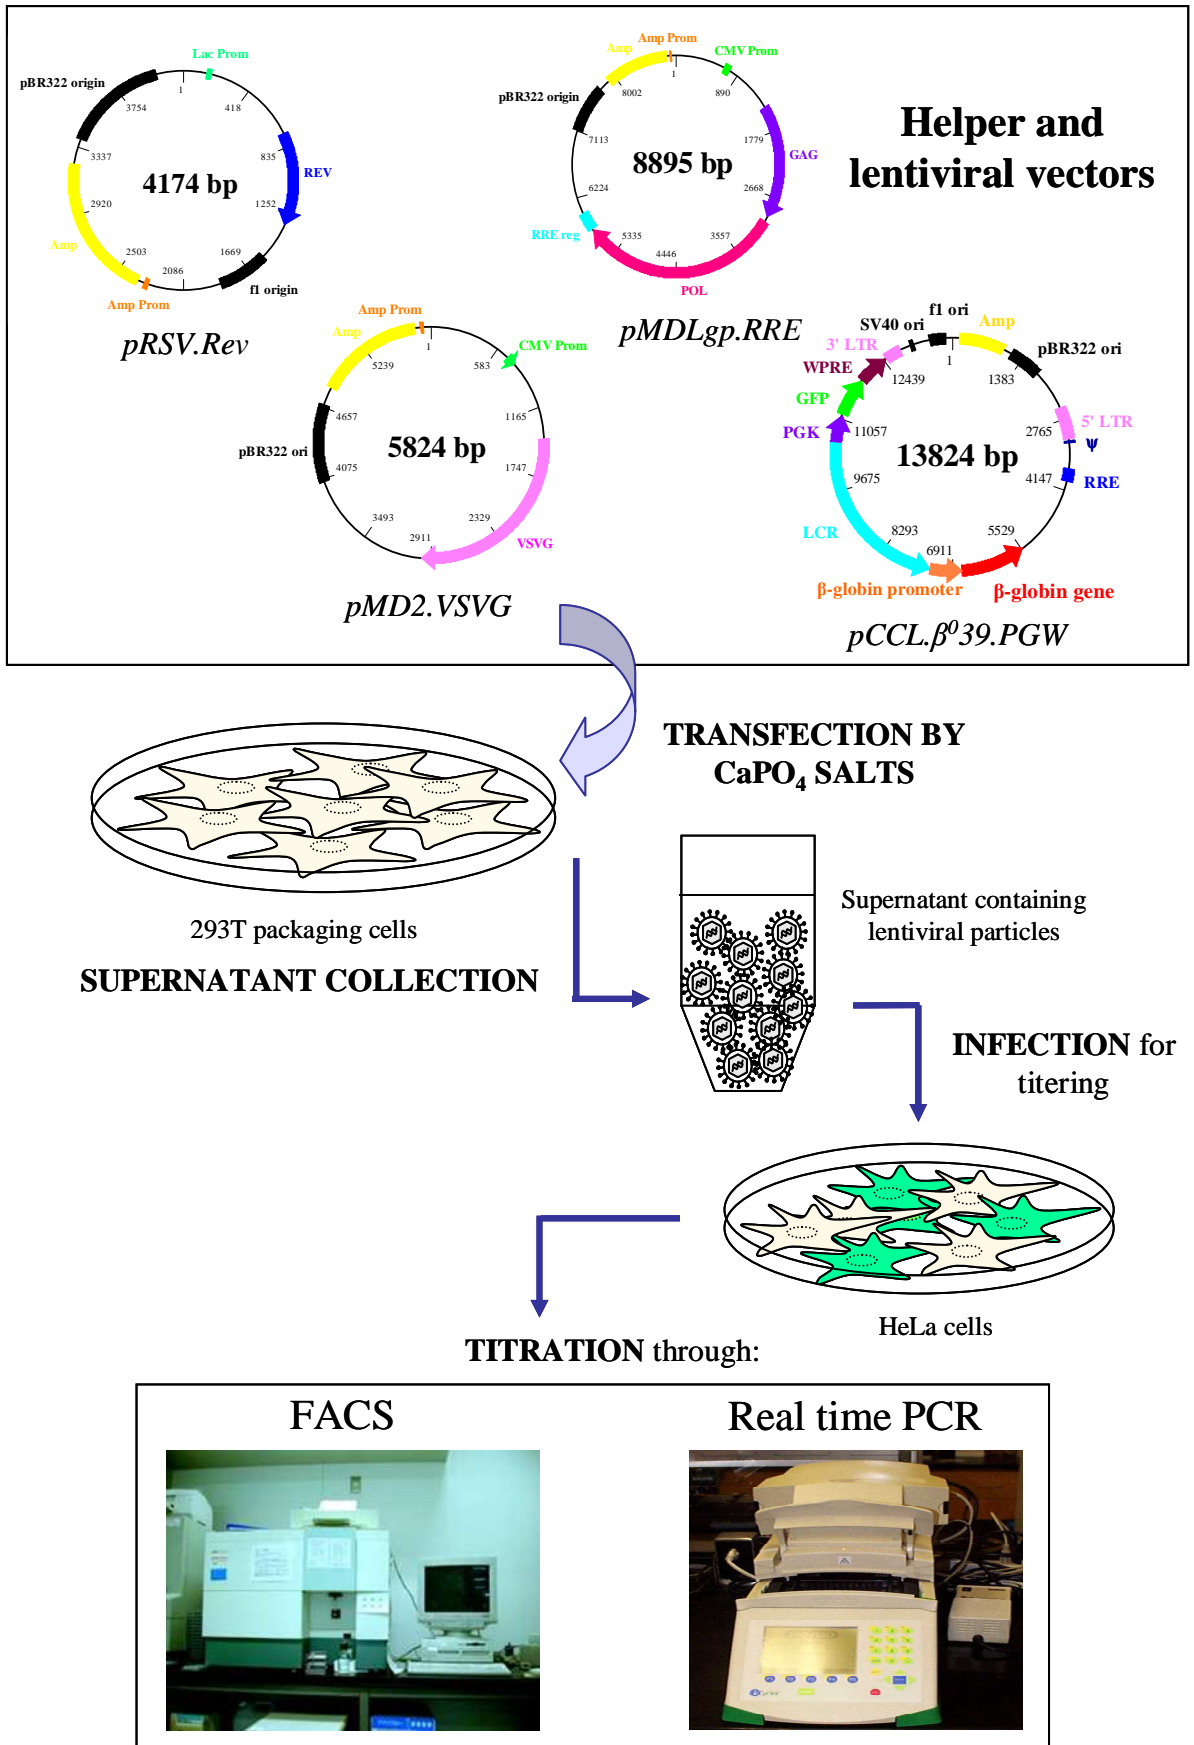 Helper and
lentiviral vectors
Lac Prom
pBR322 origin
1
3754
418
3337
835
4174 bp
REV
2920
1252
Amp
2503
1669
2086
f1 origin
Amp Prom
pRSV.Rev
Amp Prom
Amp
CMV Prom
1
8002
890
pBR322 origin
7113
1779
8895 bp
GAG
6224
2668
RRE reg
5335
3557
4446
POL
pMDLgp.RRE
Amp Prom
Amp
1
CMV Prom
5239
583
4657
1165
pBR322 ori
5824 bp
4075
1747
3493
2329
2911
VSVG
pMD2.VSVG
f1 ori
SV40 ori
Amp
3' LTR
pBR322 ori
WPRE
1
12439
1383
GFP
5' LTR
PGK
11057
2765
ψ
13824 bp
9675
4147
RRE
LCR
8293
5529
6911
β-globin promoter
β-globin gene
pCCL.β⁰39.PGW
TRANSFECTION BY
CaPO₄ SALTS
293T packaging cells
SUPERNATANT COLLECTION
Supernatant containing
lentiviral particles
INFECTION for
titering
HeLa cells
TITRATION through:
FACS
Real time PCR